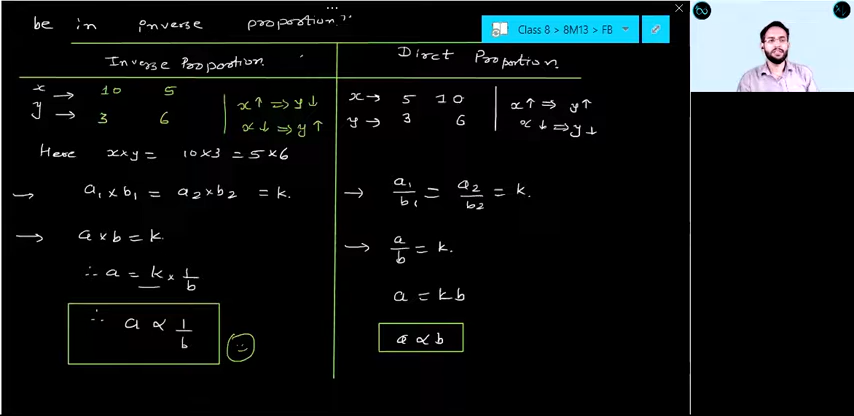 be in inverse proportion."
Class 8 > 8M13 > FB
Inverse Proportion
x → 10 5
y → 3 6
x↑ ⇒ y↓
x↓ ⇒ y↑
Here x×y = 10×3 = 5×6
→ a₁×b₁ = a₂×b₂ = k.
→ a×b = k.
∴ a = k × 1/b
∴ a ∝ 1/b
Dirct Proportion
x → 5 10
y → 3 6
x↑ ⇒ y↑
x↓ ⇒ y↓
→ a₁/b₁ = a₂/b₂ = k.
→ a/b = k.
a = kb
a ∝ b